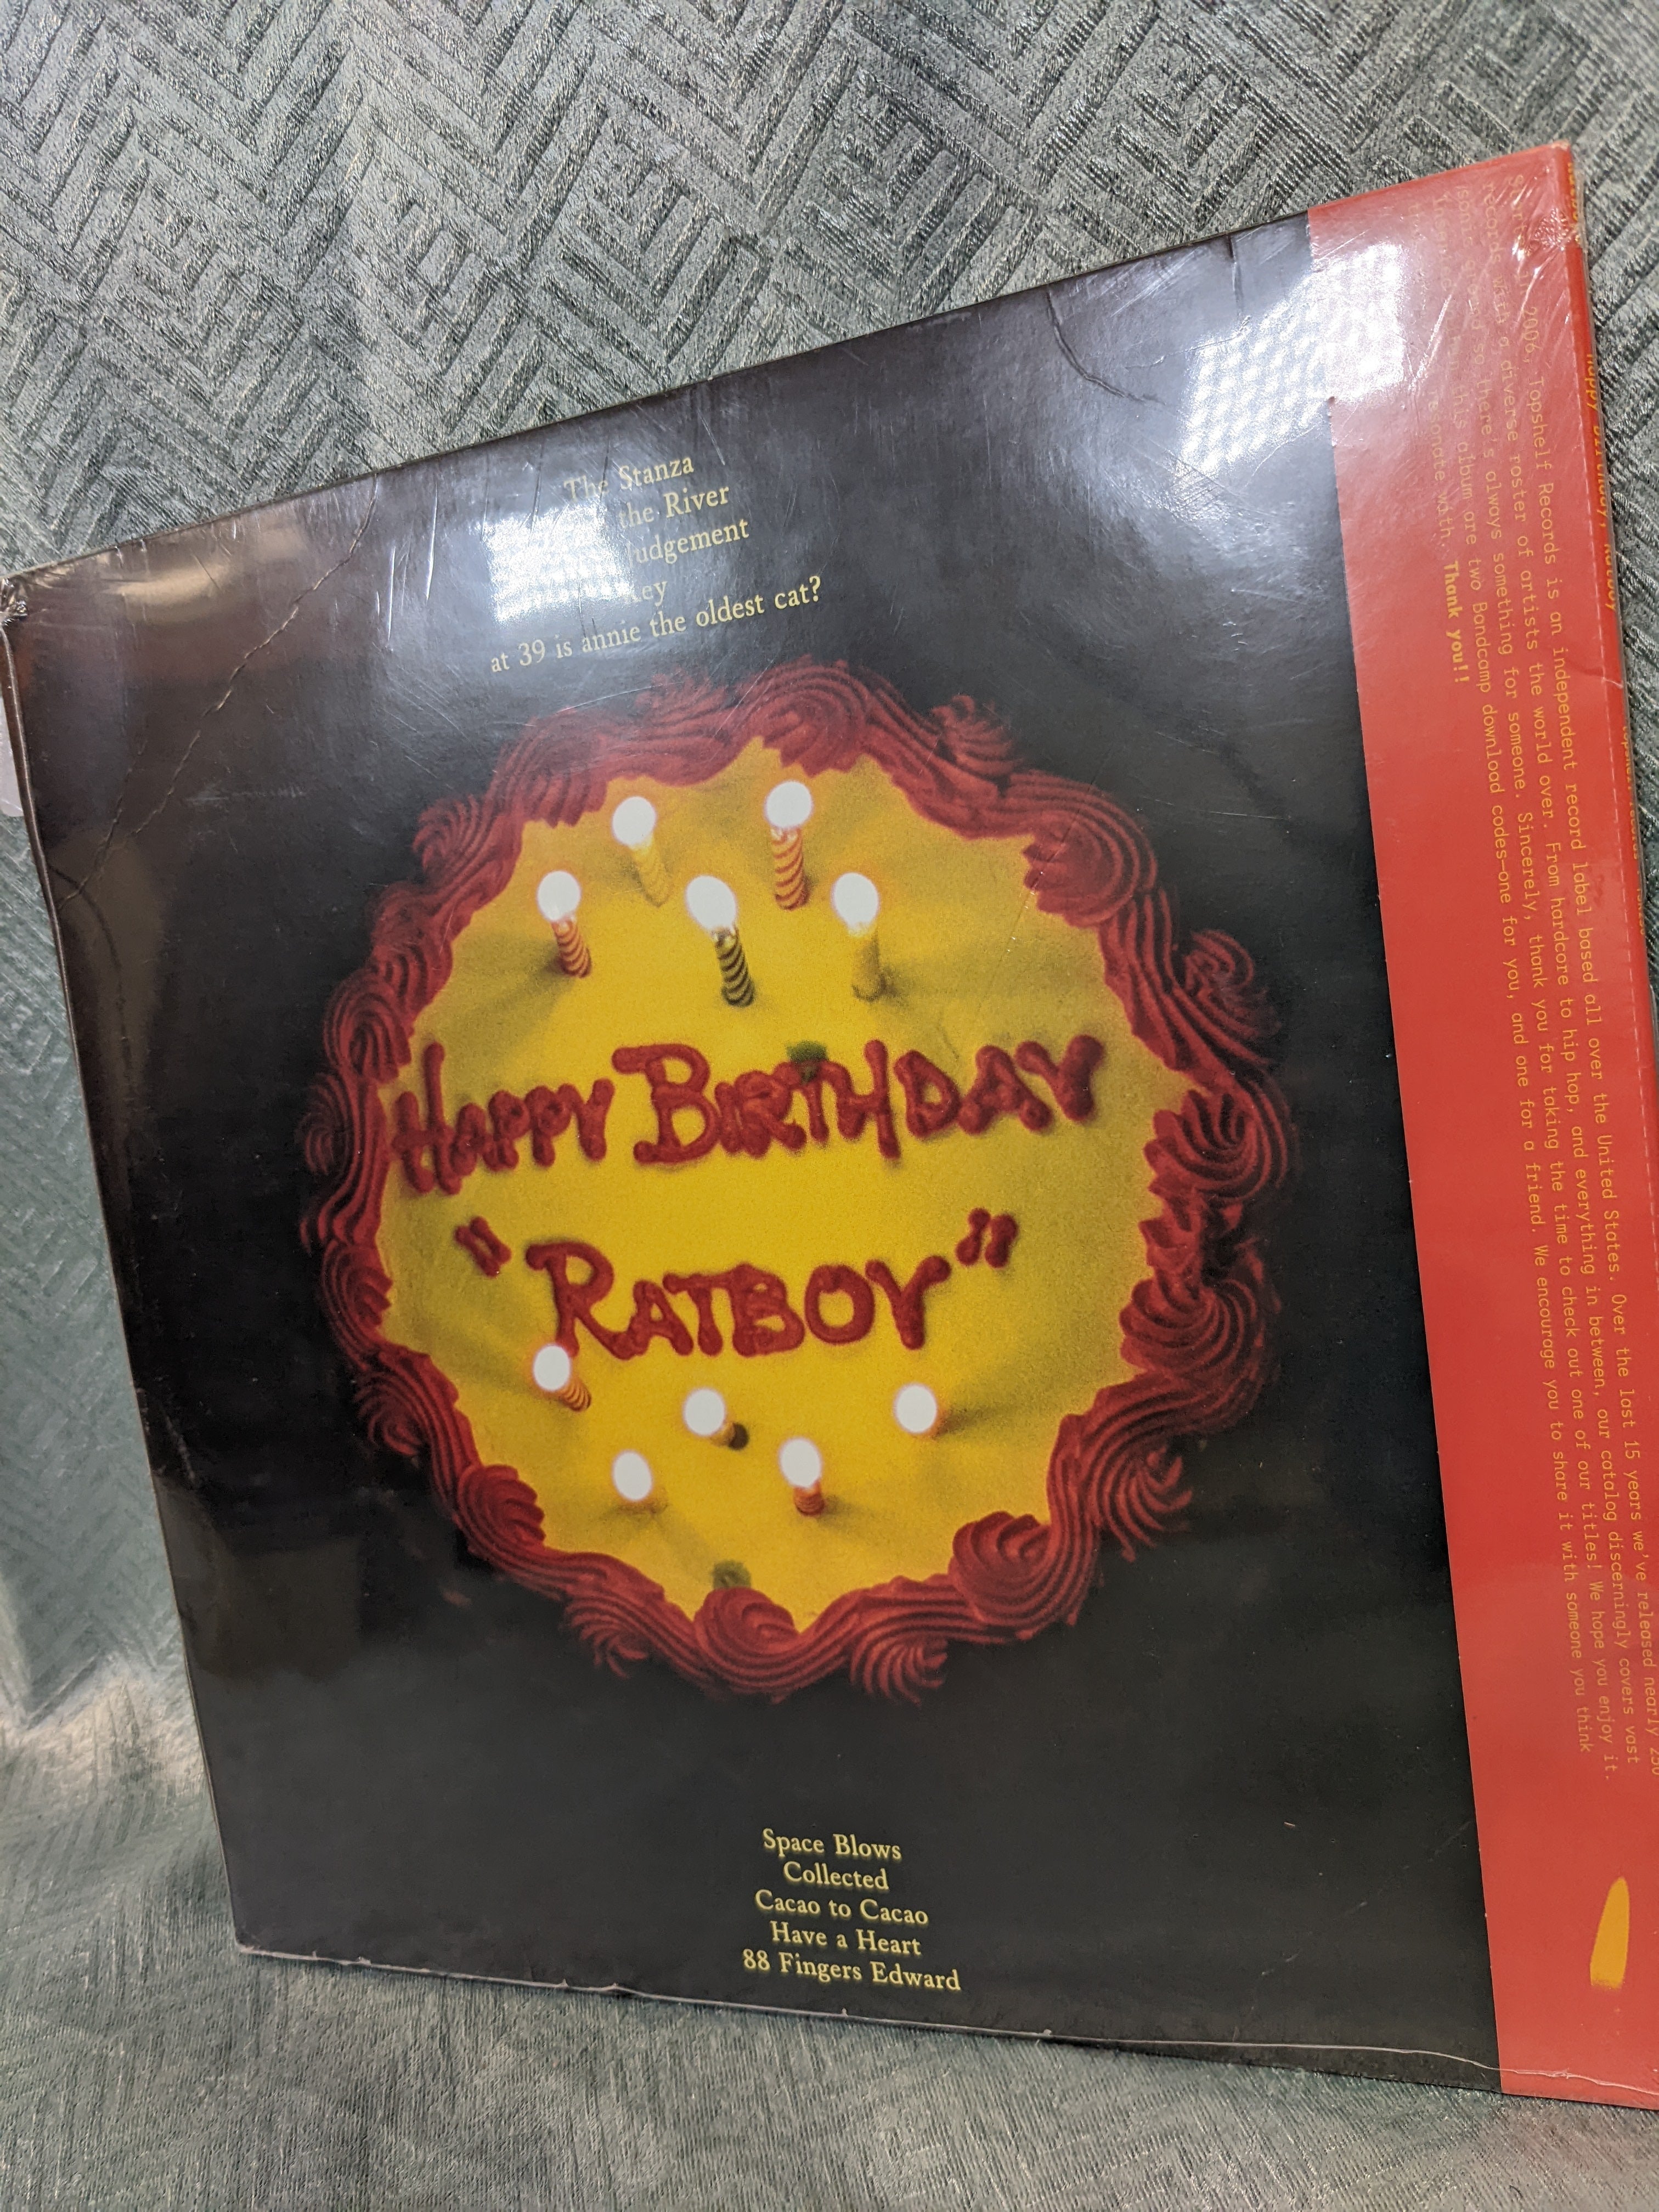 The Stanza
the River
Judgement
Key
at 39 is annie the oldest cat?
HAPPY BIRTHDAY
"RATBOY"
Space Blows
Collected
Cacao to Cacao
Have a Heart
88 Fingers Edward
2006, Topshelf Records is an independent record label based all over the United States. Over the last 15 years we've released nearly 250
with a diverse roster of artists the world over. From hardcore to hip hop, and everything in between, our catalog discerningly covers vast
so there's always something for someone. Sincerely, thank you for taking the time to check out one of our titles! We hope you enjoy it.
this album are two Bandcamp download codes—one for you, and one for a friend. We encourage you to share it with someone you think
resonate with. Thank you!!
Happy Birthday, Ratboy